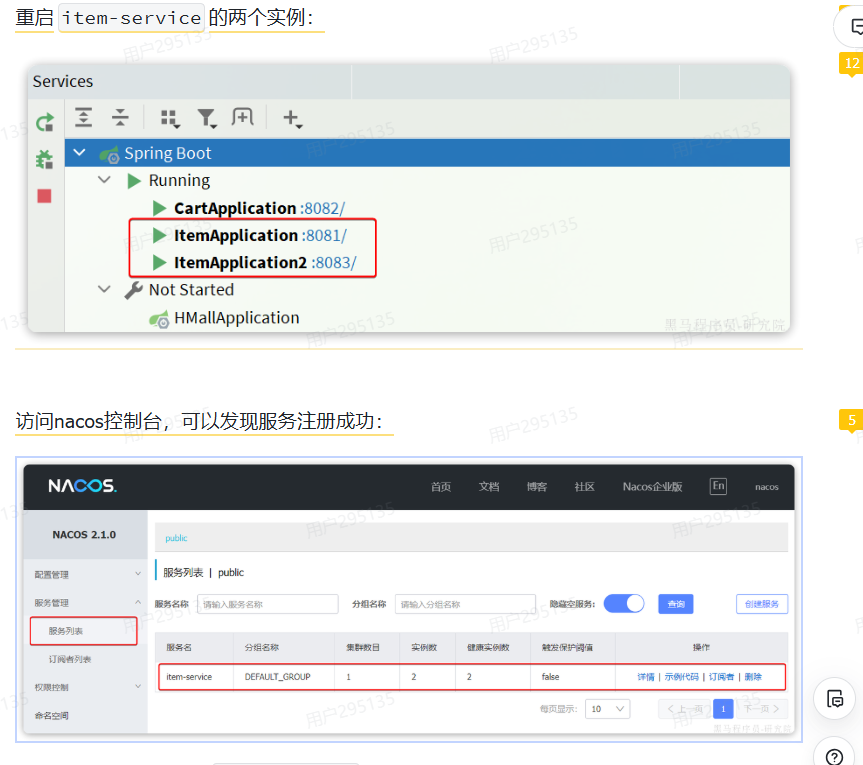 重启 item-service 的两个实例：
12
Services
Spring Boot
Running
CartApplication :8082/
ItemApplication :8081/
ItemApplication2 :8083/
Not Started
HMallApplication
黑马程序员-研究院
访问nacos控制台，可以发现服务注册成功：
5
NACOS.
首页 文档 博客 社区 Nacos企业版 En nacos
NACOS 2.1.0
public
配置管理
服务列表 | public
服务管理
服务名称 请输入服务名称 分组名称 请输入分组名称 隐藏空服务: 查询 创建服务
服务列表
服务名 分组名称 集群数目 实例数 健康实例数 触发保护阈值 操作
订阅者列表
item-service DEFAULT_GROUP 1 2 2 false 详情 | 示例代码 | 订阅者 | 删除
权限控制
每页显示: 10 上一页 1 下一页
命名空间
黑马程序员-研究院
用户295135